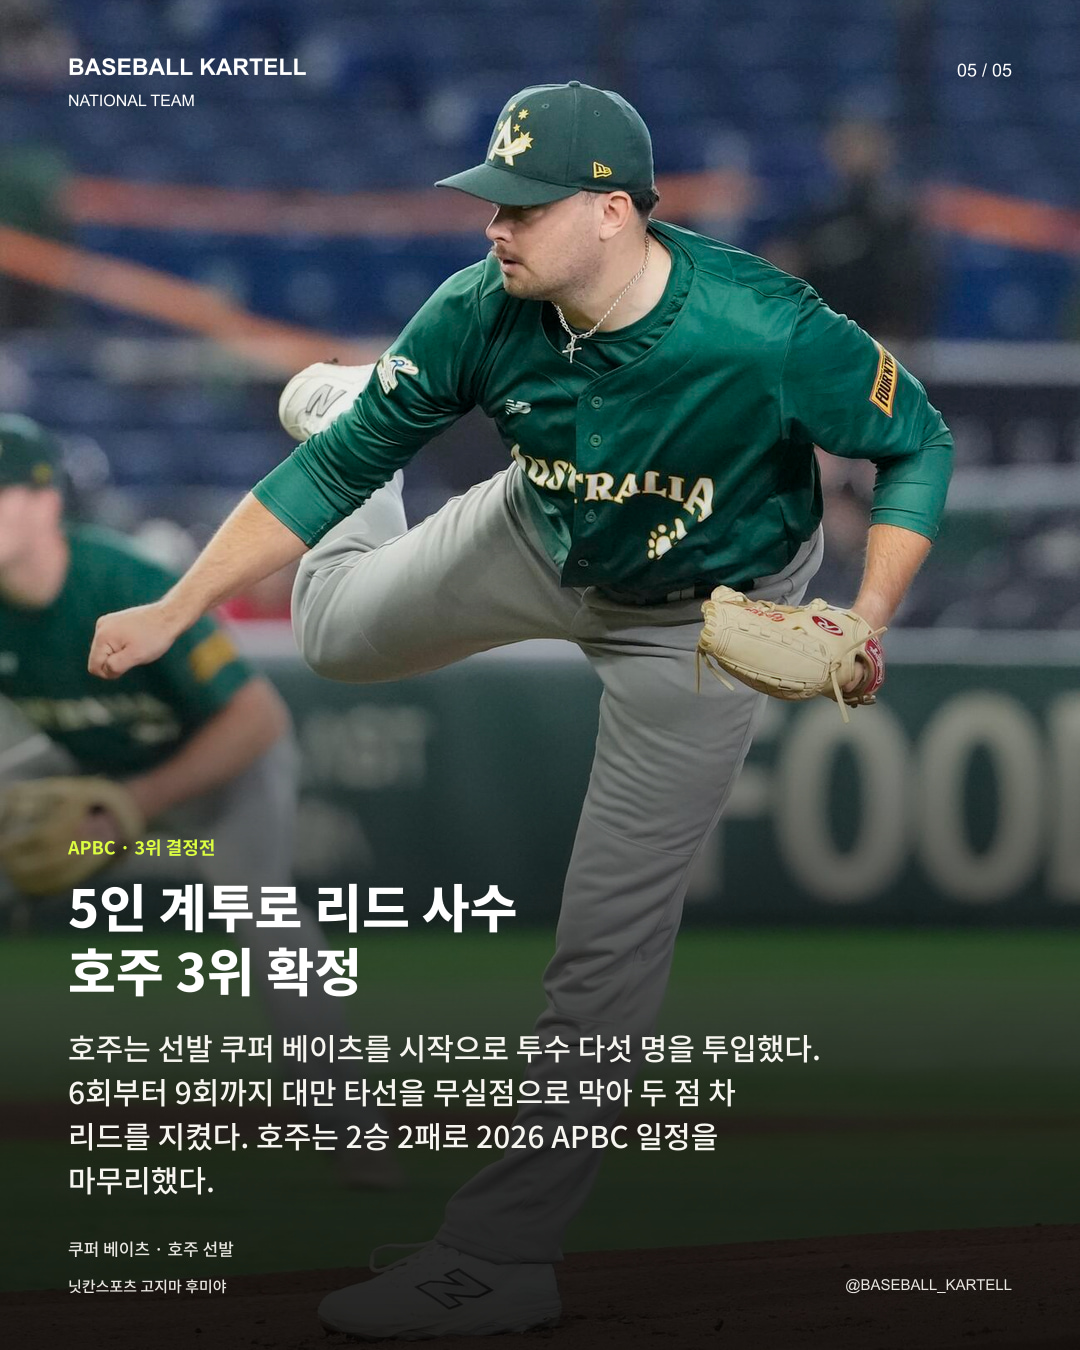 BASEBALL KARTELL
05 / 05
NATIONAL TEAM
A
FOUR'N TWENTY
N
AUSTRALIA
FOO
APBC · 3위 결정전
5인 계투로 리드 사수
호주 3위 확정
호주는 선발 쿠퍼 베이츠를 시작으로 투수 다섯 명을 투입했다.
6회부터 9회까지 대만 타선을 무실점으로 막아 두 점 차
리드를 지켰다. 호주는 2승 2패로 2026 APBC 일정을
마무리했다.
쿠퍼 베이츠 · 호주 선발
닛칸스포츠 고지마 후미야
@BASEBALL_KARTELL
N